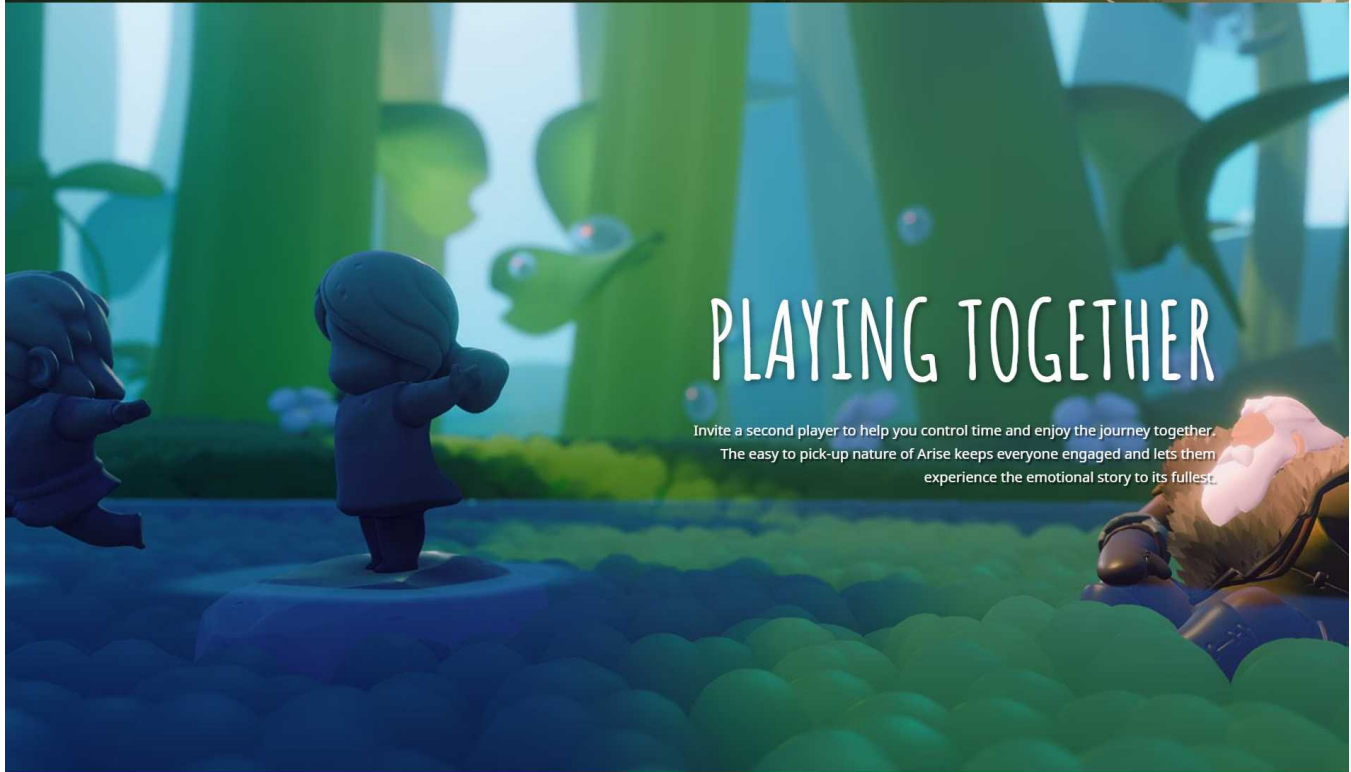 PLAYING TOGETHER
Invite a second player to help you control time and enjoy the journey together.
The easy to pick-up nature of Arise keeps everyone engaged and lets them
experience the emotional story to its fullest.